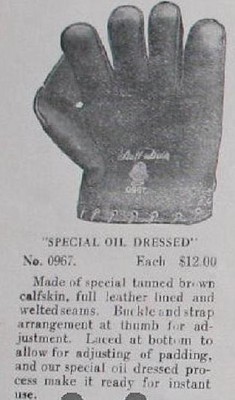 0967
"SPECIAL OIL DRESSED"
No. 0967. Each $12.00
Made of special tanned brown
calfskin, full leather lined and
welted seams. Buckle and strap
arrangement at thumb for ad-
justment. Laced at bottom to
allow for adjusting of padding,
and our special oil dressed pro-
cess make it ready for instant
use.